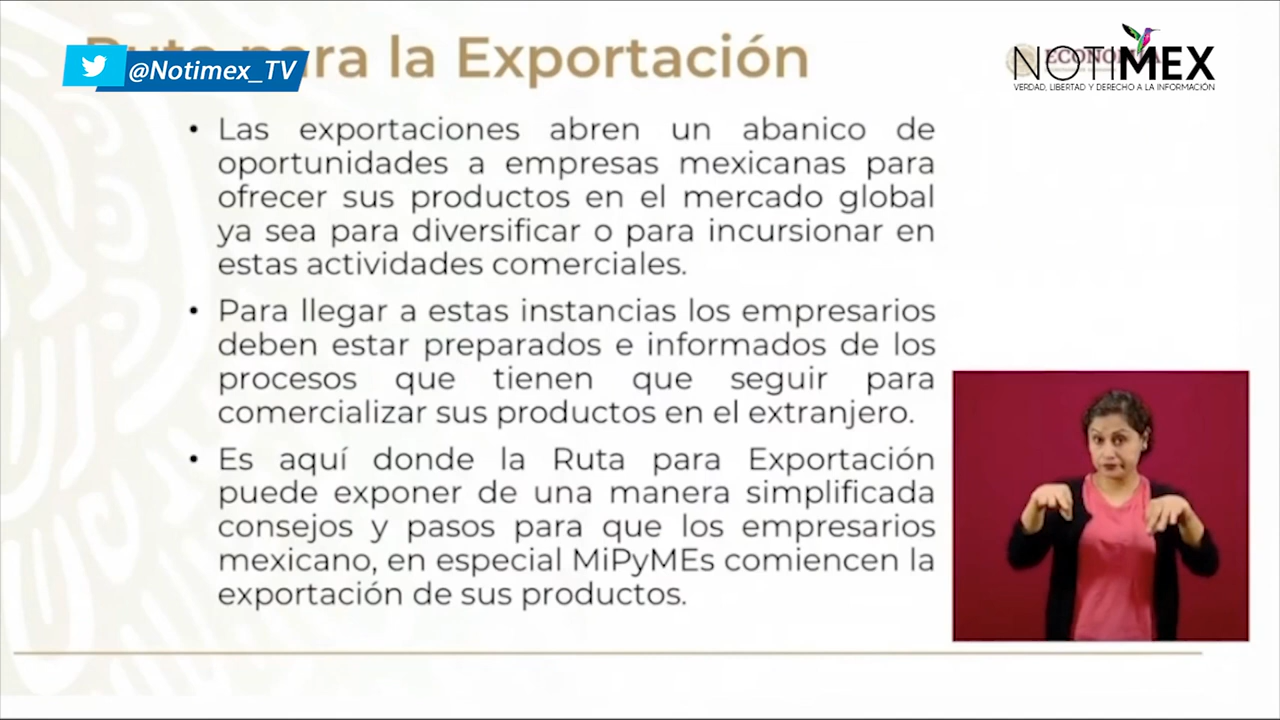 Ruta para la Exportación
@Notimex_TV
ECONOMÍA
NOTIMEX
VERDAD, LIBERTAD Y DERECHO A LA INFORMACIÓN
• Las exportaciones abren un abanico de
oportunidades a empresas mexicanas para
ofrecer sus productos en el mercado global
ya sea para diversificar o para incursionar en
estas actividades comerciales.
• Para llegar a estas instancias los empresarios
deben estar preparados e informados de los
procesos que tienen que seguir para
comercializar sus productos en el extranjero.
• Es aquí donde la Ruta para Exportación
puede exponer de una manera simplificada
consejos y pasos para que los empresarios
mexicano, en especial MiPyMEs comiencen la
exportación de sus productos.